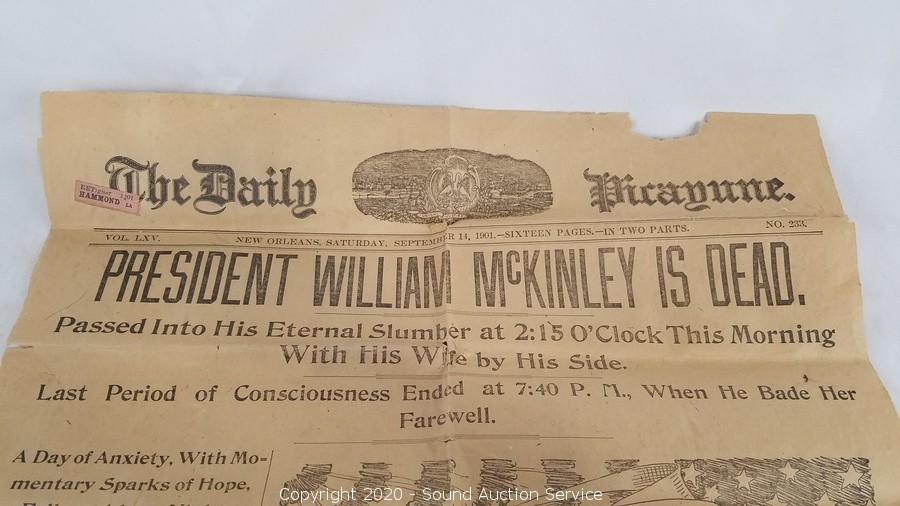 The Daily Picayune.
HAMMOND LA
VOL. LXV. NEW ORLEANS, SATURDAY, SEPTEMBER 14, 1901.—SIXTEEN PAGES.—IN TWO PARTS. NO. 233.
PRESIDENT WILLIAM McKINLEY IS DEAD.
Passed Into His Eternal Slumber at 2:15 O'Clock This Morning
With His Wife by His Side.
Last Period of Consciousness Ended at 7:40 P. M., When He Bade Her
Farewell.
A Day of Anxiety, With Mo-
mentary Sparks of Hope,
Copyright 2020 - Sound Auction Service